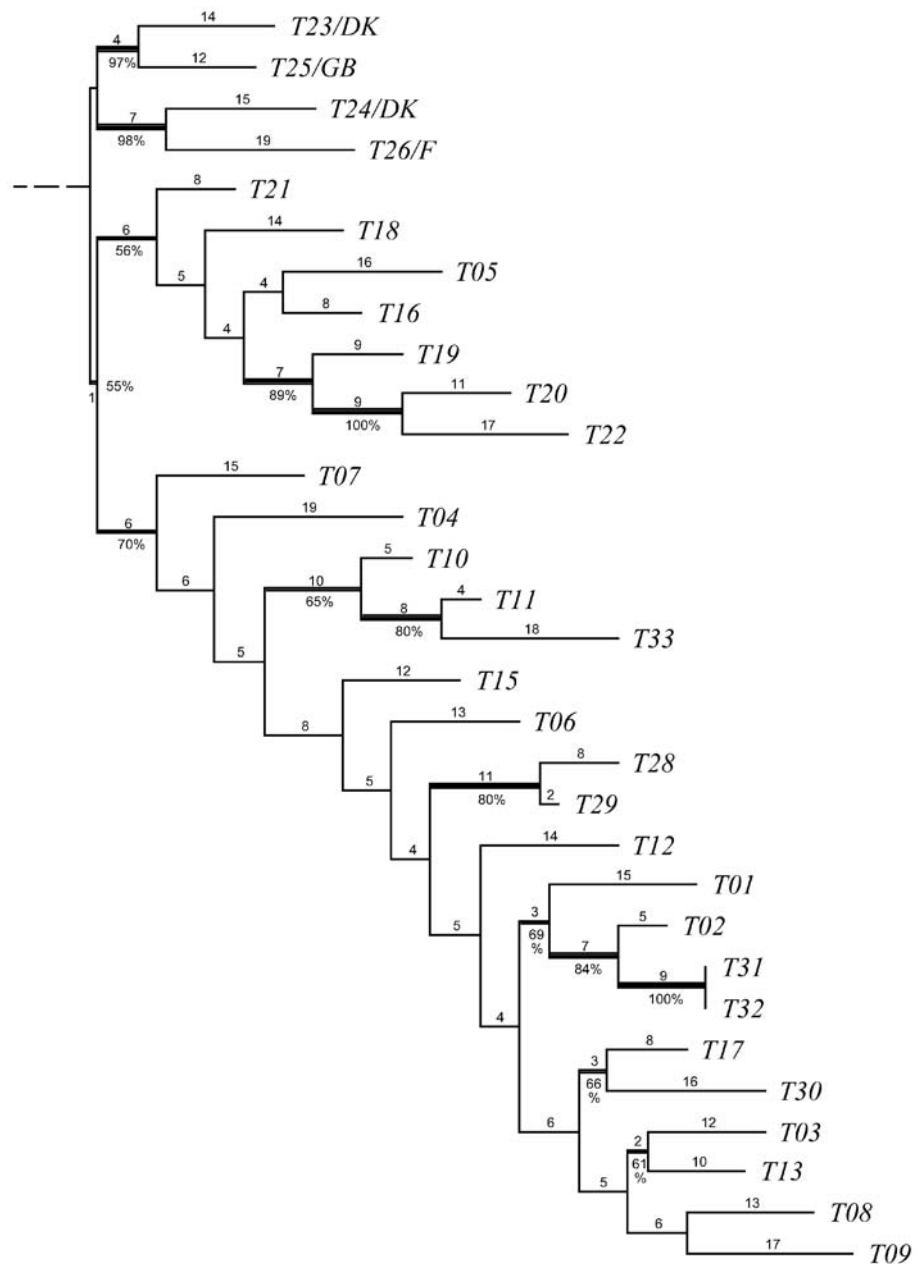 14
T23/DK
4
97%
12
T25/GB
15
T24/DK
7
98%
19
T26/F
8
T21
6
56%
14
T18
5
16
T05
4
8
T16
4
9
T19
7
89%
11
T20
9
100%
17
T22
1
55%
15
T07
6
70%
19
T04
6
5
T10
10
65%
4
T11
8
80%
18
T33
5
12
T15
8
13
T06
5
8
T28
11
80%
2
T29
4
14
T12
5
15
T01
3
69
%
5
T02
7
84%
T31
9
100%
T32
4
8
T17
3
66
%
16
T30
6
12
T03
2
61
%
10
T13
5
13
T08
6
17
T09